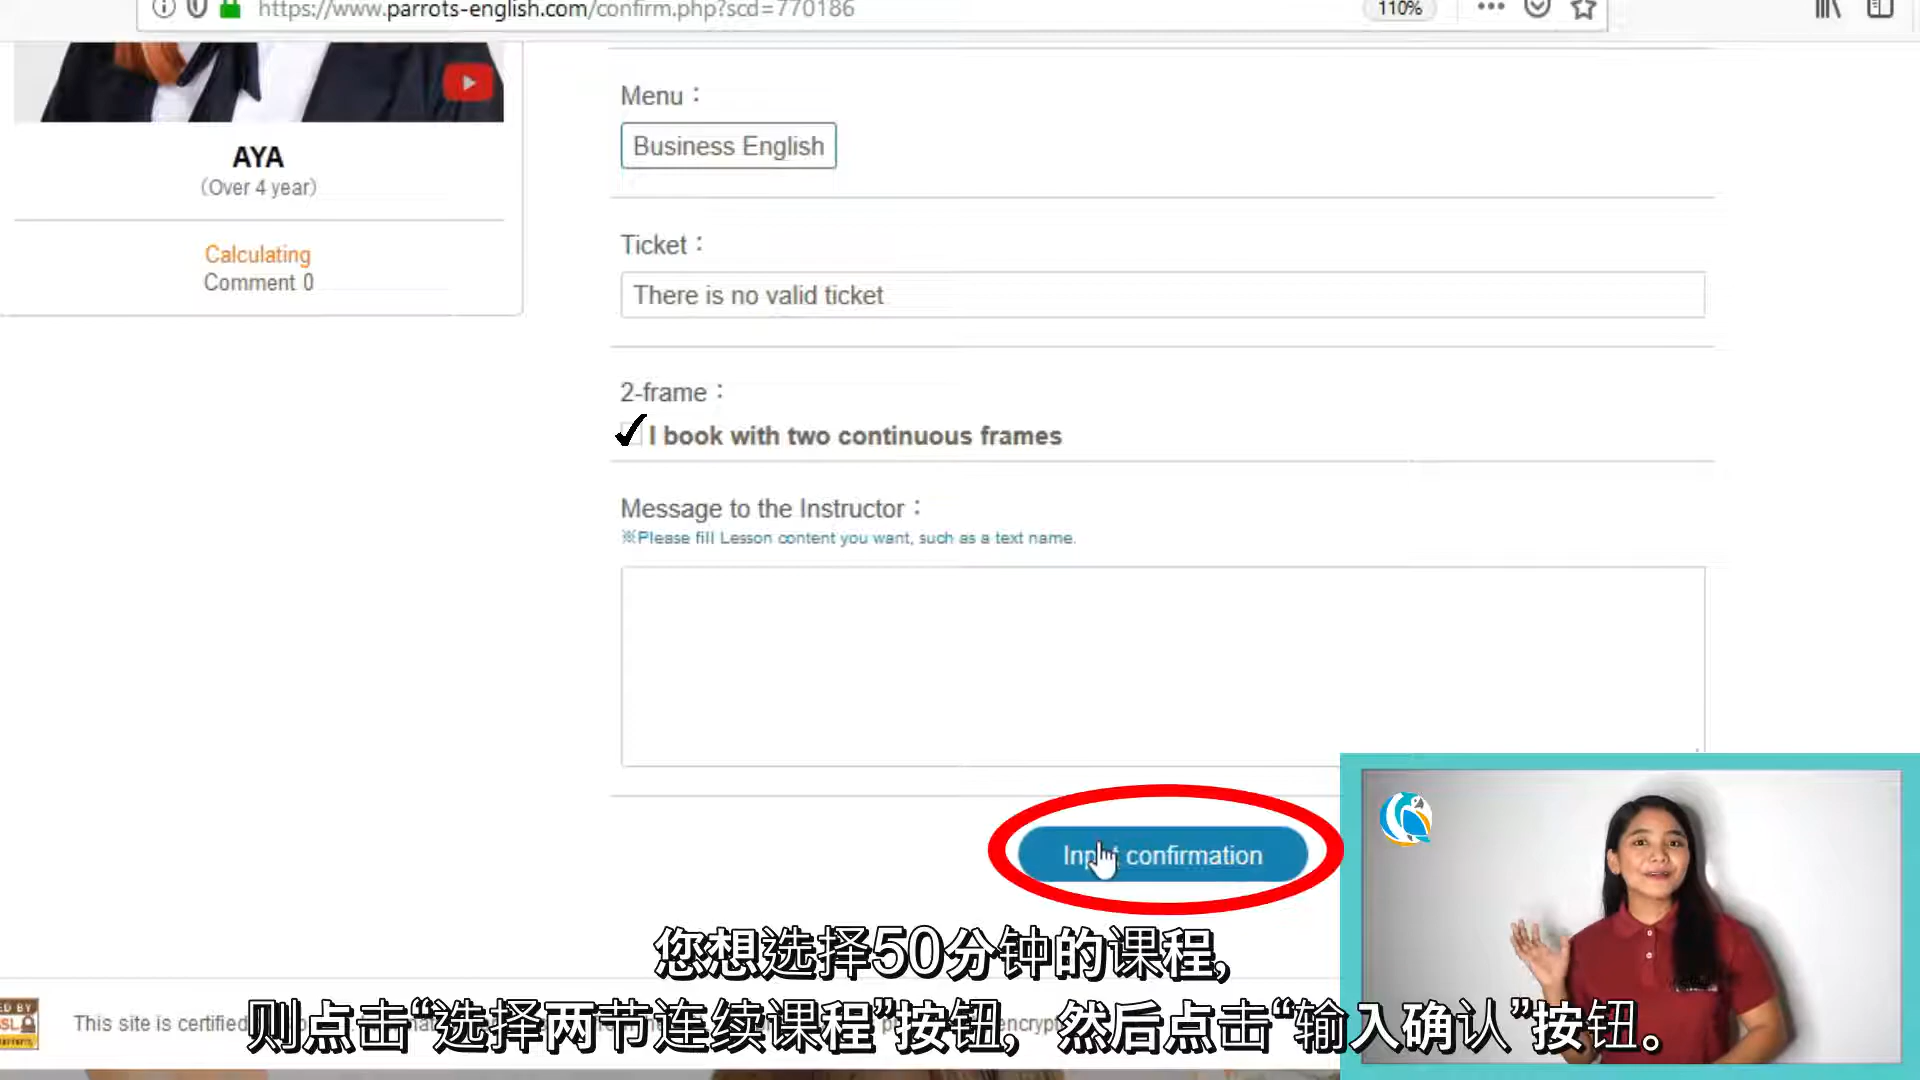 https://www.parrots-english.com/confirm.php?scd=770186
110%
AYA
(Over 4 year)
Calculating
Comment 0
Menu：
Business English
Ticket：
There is no valid ticket
2-frame：
I book with two continuous frames
Message to the Instructor：
※Please fill Lesson content you want, such as a text name.
Input confirmation
您想选择50分钟的课程,
This site is certified
则点击“选择两节连续课程”按钮, 然后点击“输入确认”按钮。